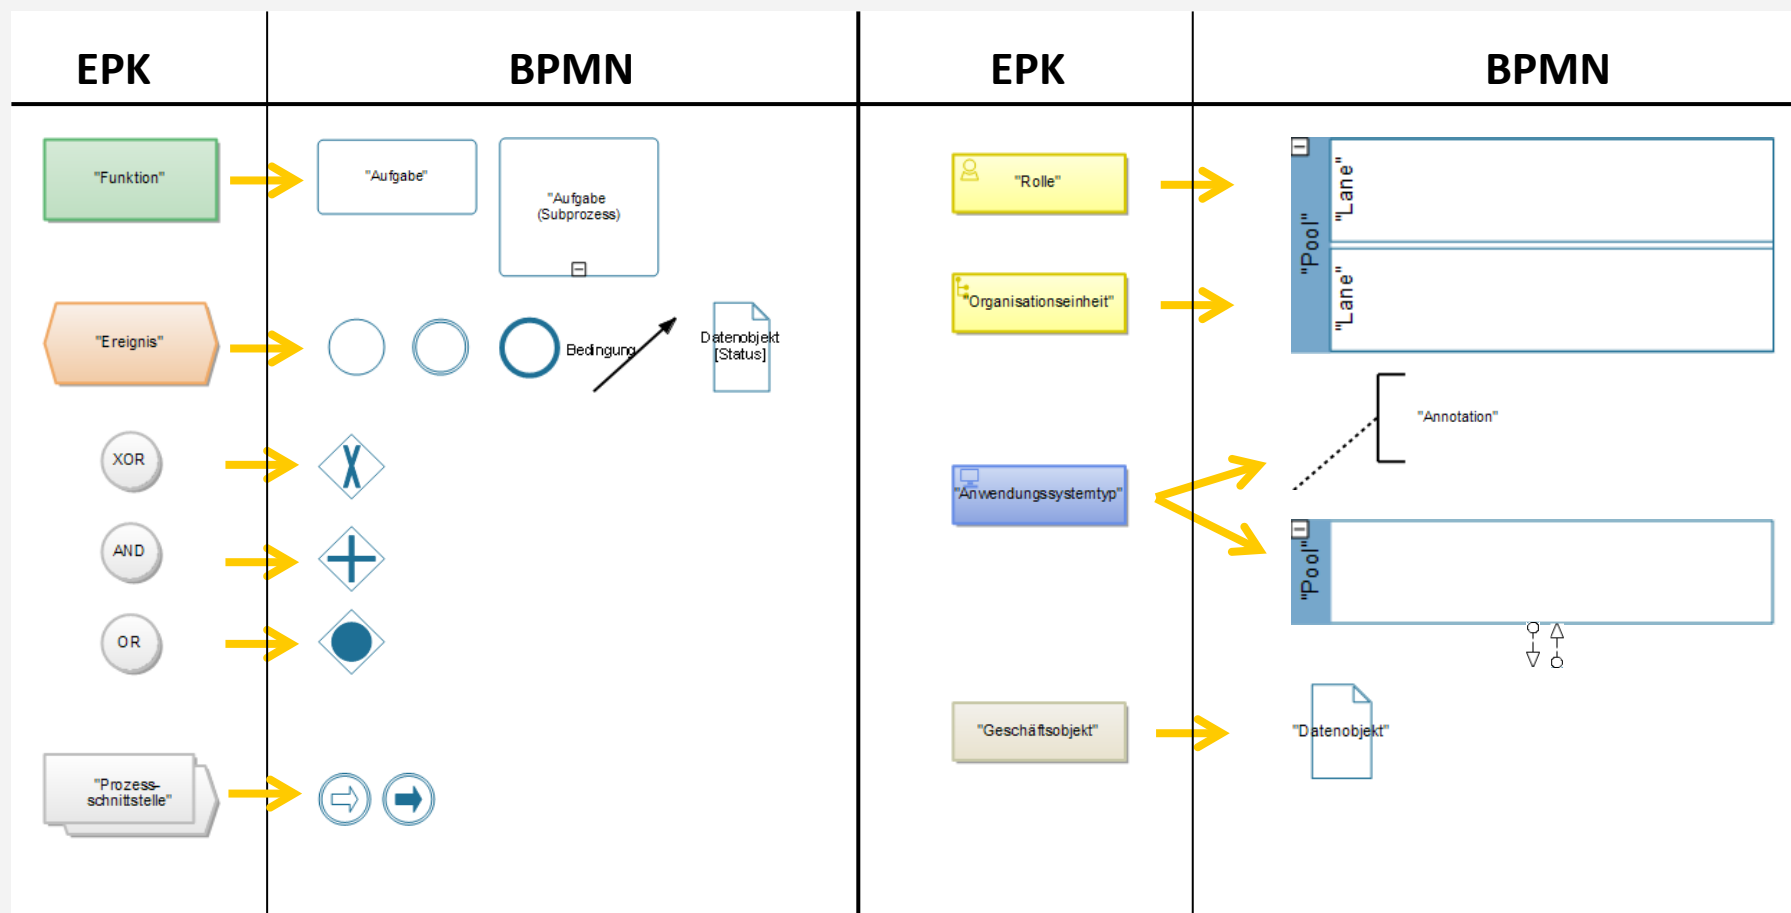 EPK
BPMN
"Funktion"
"Aufgabe"
"Aufgabe
(Subprozess)
"Ereignis"
Bedingung
Datenobjekt
[Status]
XOR
AND
OR
"Prozess-
schnittstelle"
EPK
BPMN
"Rolle"
"Pool"
"Lane"
"Organisationseinheit"
"Lane"
"Annotation"
"Anwendungssystemtyp"
"Pool"
"Geschäftsobjekt"
"Datenobjekt"